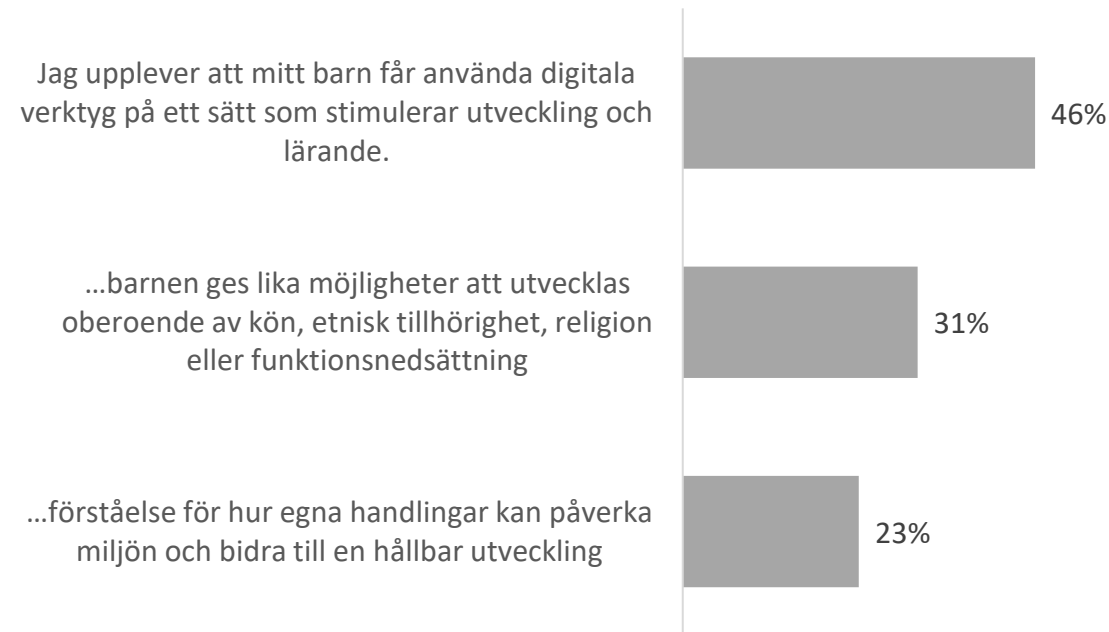 Jag upplever att mitt barn får använda digitala
verktyg på ett sätt som stimulerar utveckling och
lärande.
46%
…barnen ges lika möjligheter att utvecklas
oberoende av kön, etnisk tillhörighet, religion
eller funktionsnedsättning
31%
…förståelse för hur egna handlingar kan påverka
miljön och bidra till en hållbar utveckling
23%